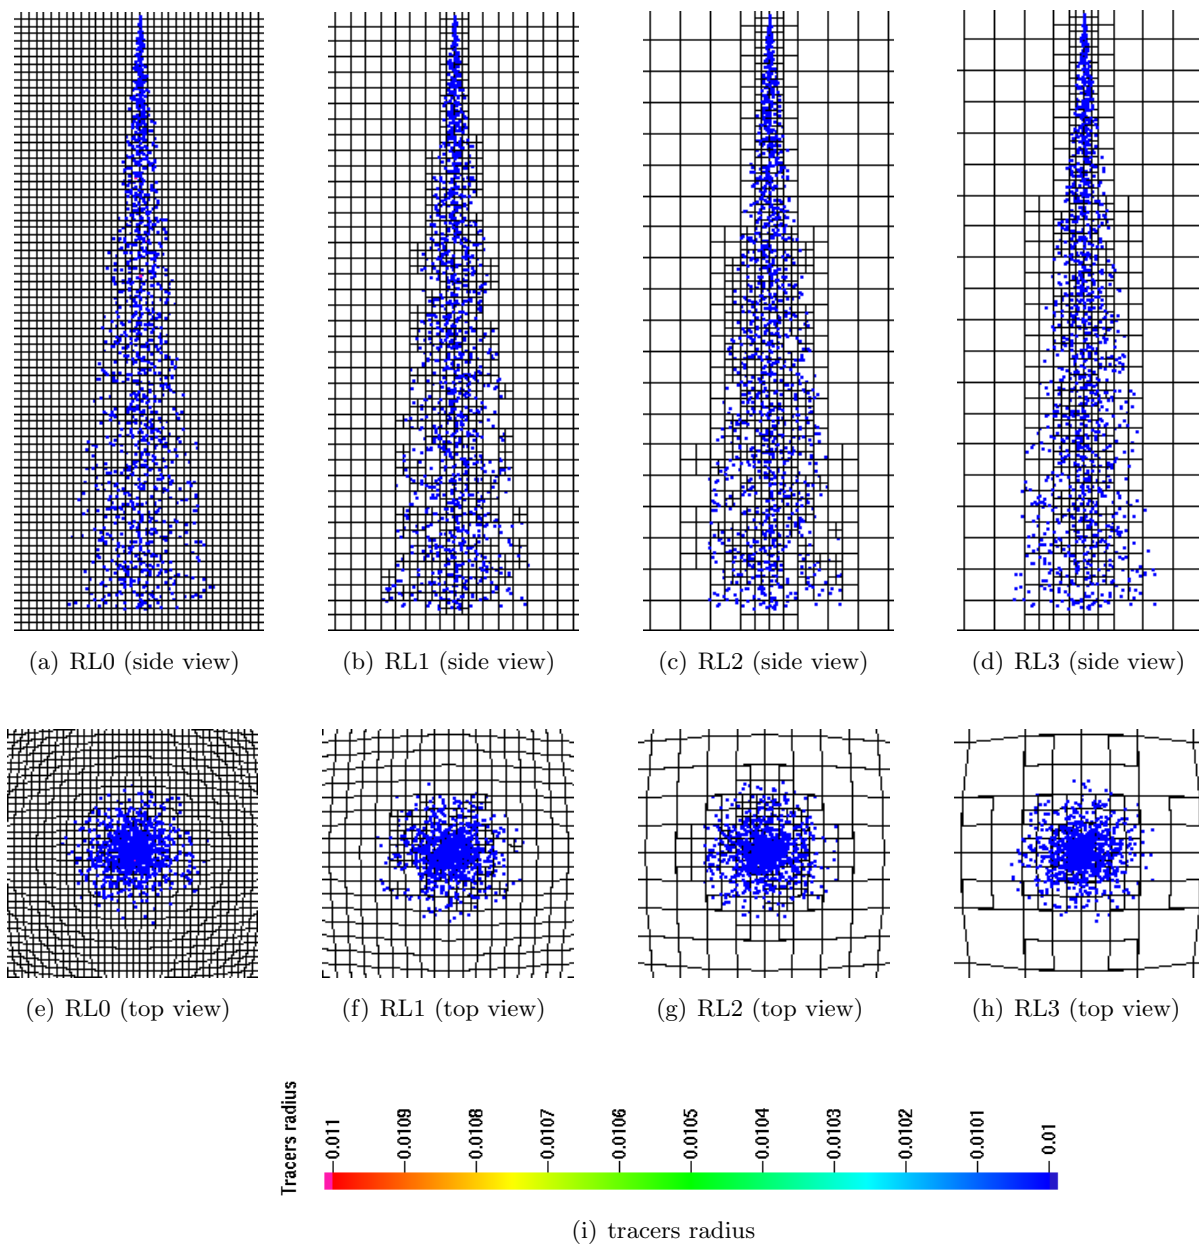 (a) RL0 (side view)
(b) RL1 (side view)
(c) RL2 (side view)
(d) RL3 (side view)
(e) RL0 (top view)
(f) RL1 (top view)
(g) RL2 (top view)
(h) RL3 (top view)
Tracers radius
0.011
0.0109
0.0108
0.0107
0.0106
0.0105
0.0104
0.0103
0.0102
0.0101
0.01
(i) tracers radius